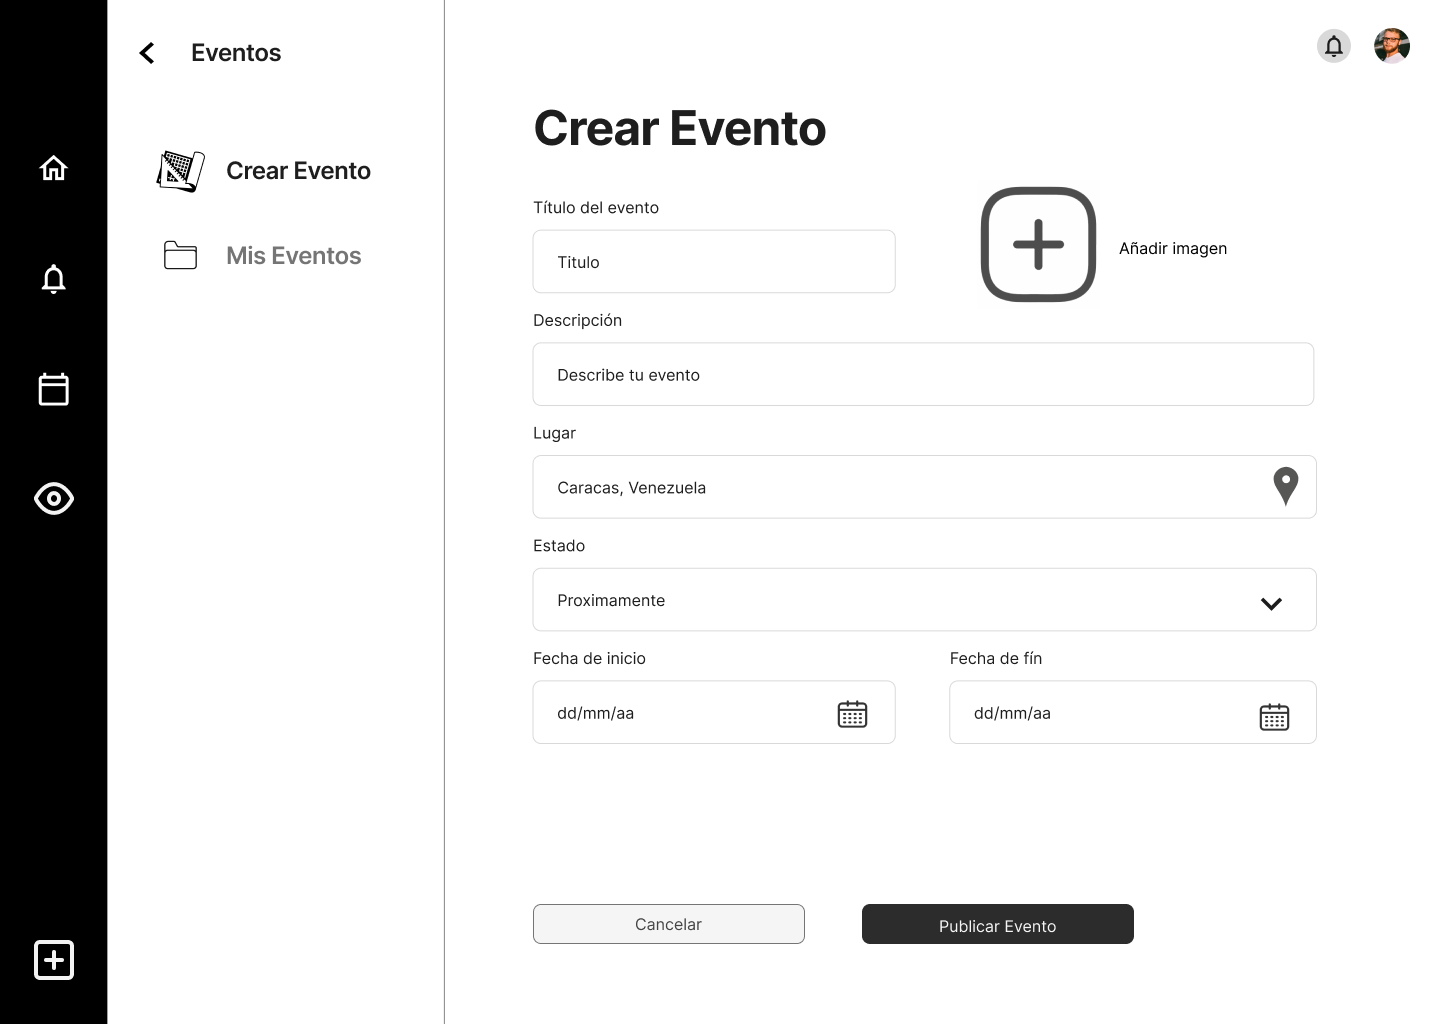 Eventos
Crear Evento
Mis Eventos
Crear Evento
Título del evento
Titulo
Añadir imagen
Descripción
Describe tu evento
Lugar
Caracas, Venezuela
Estado
Proximamente
Fecha de inicio
dd/mm/aa
Fecha de fín
dd/mm/aa
Cancelar
Publicar Evento